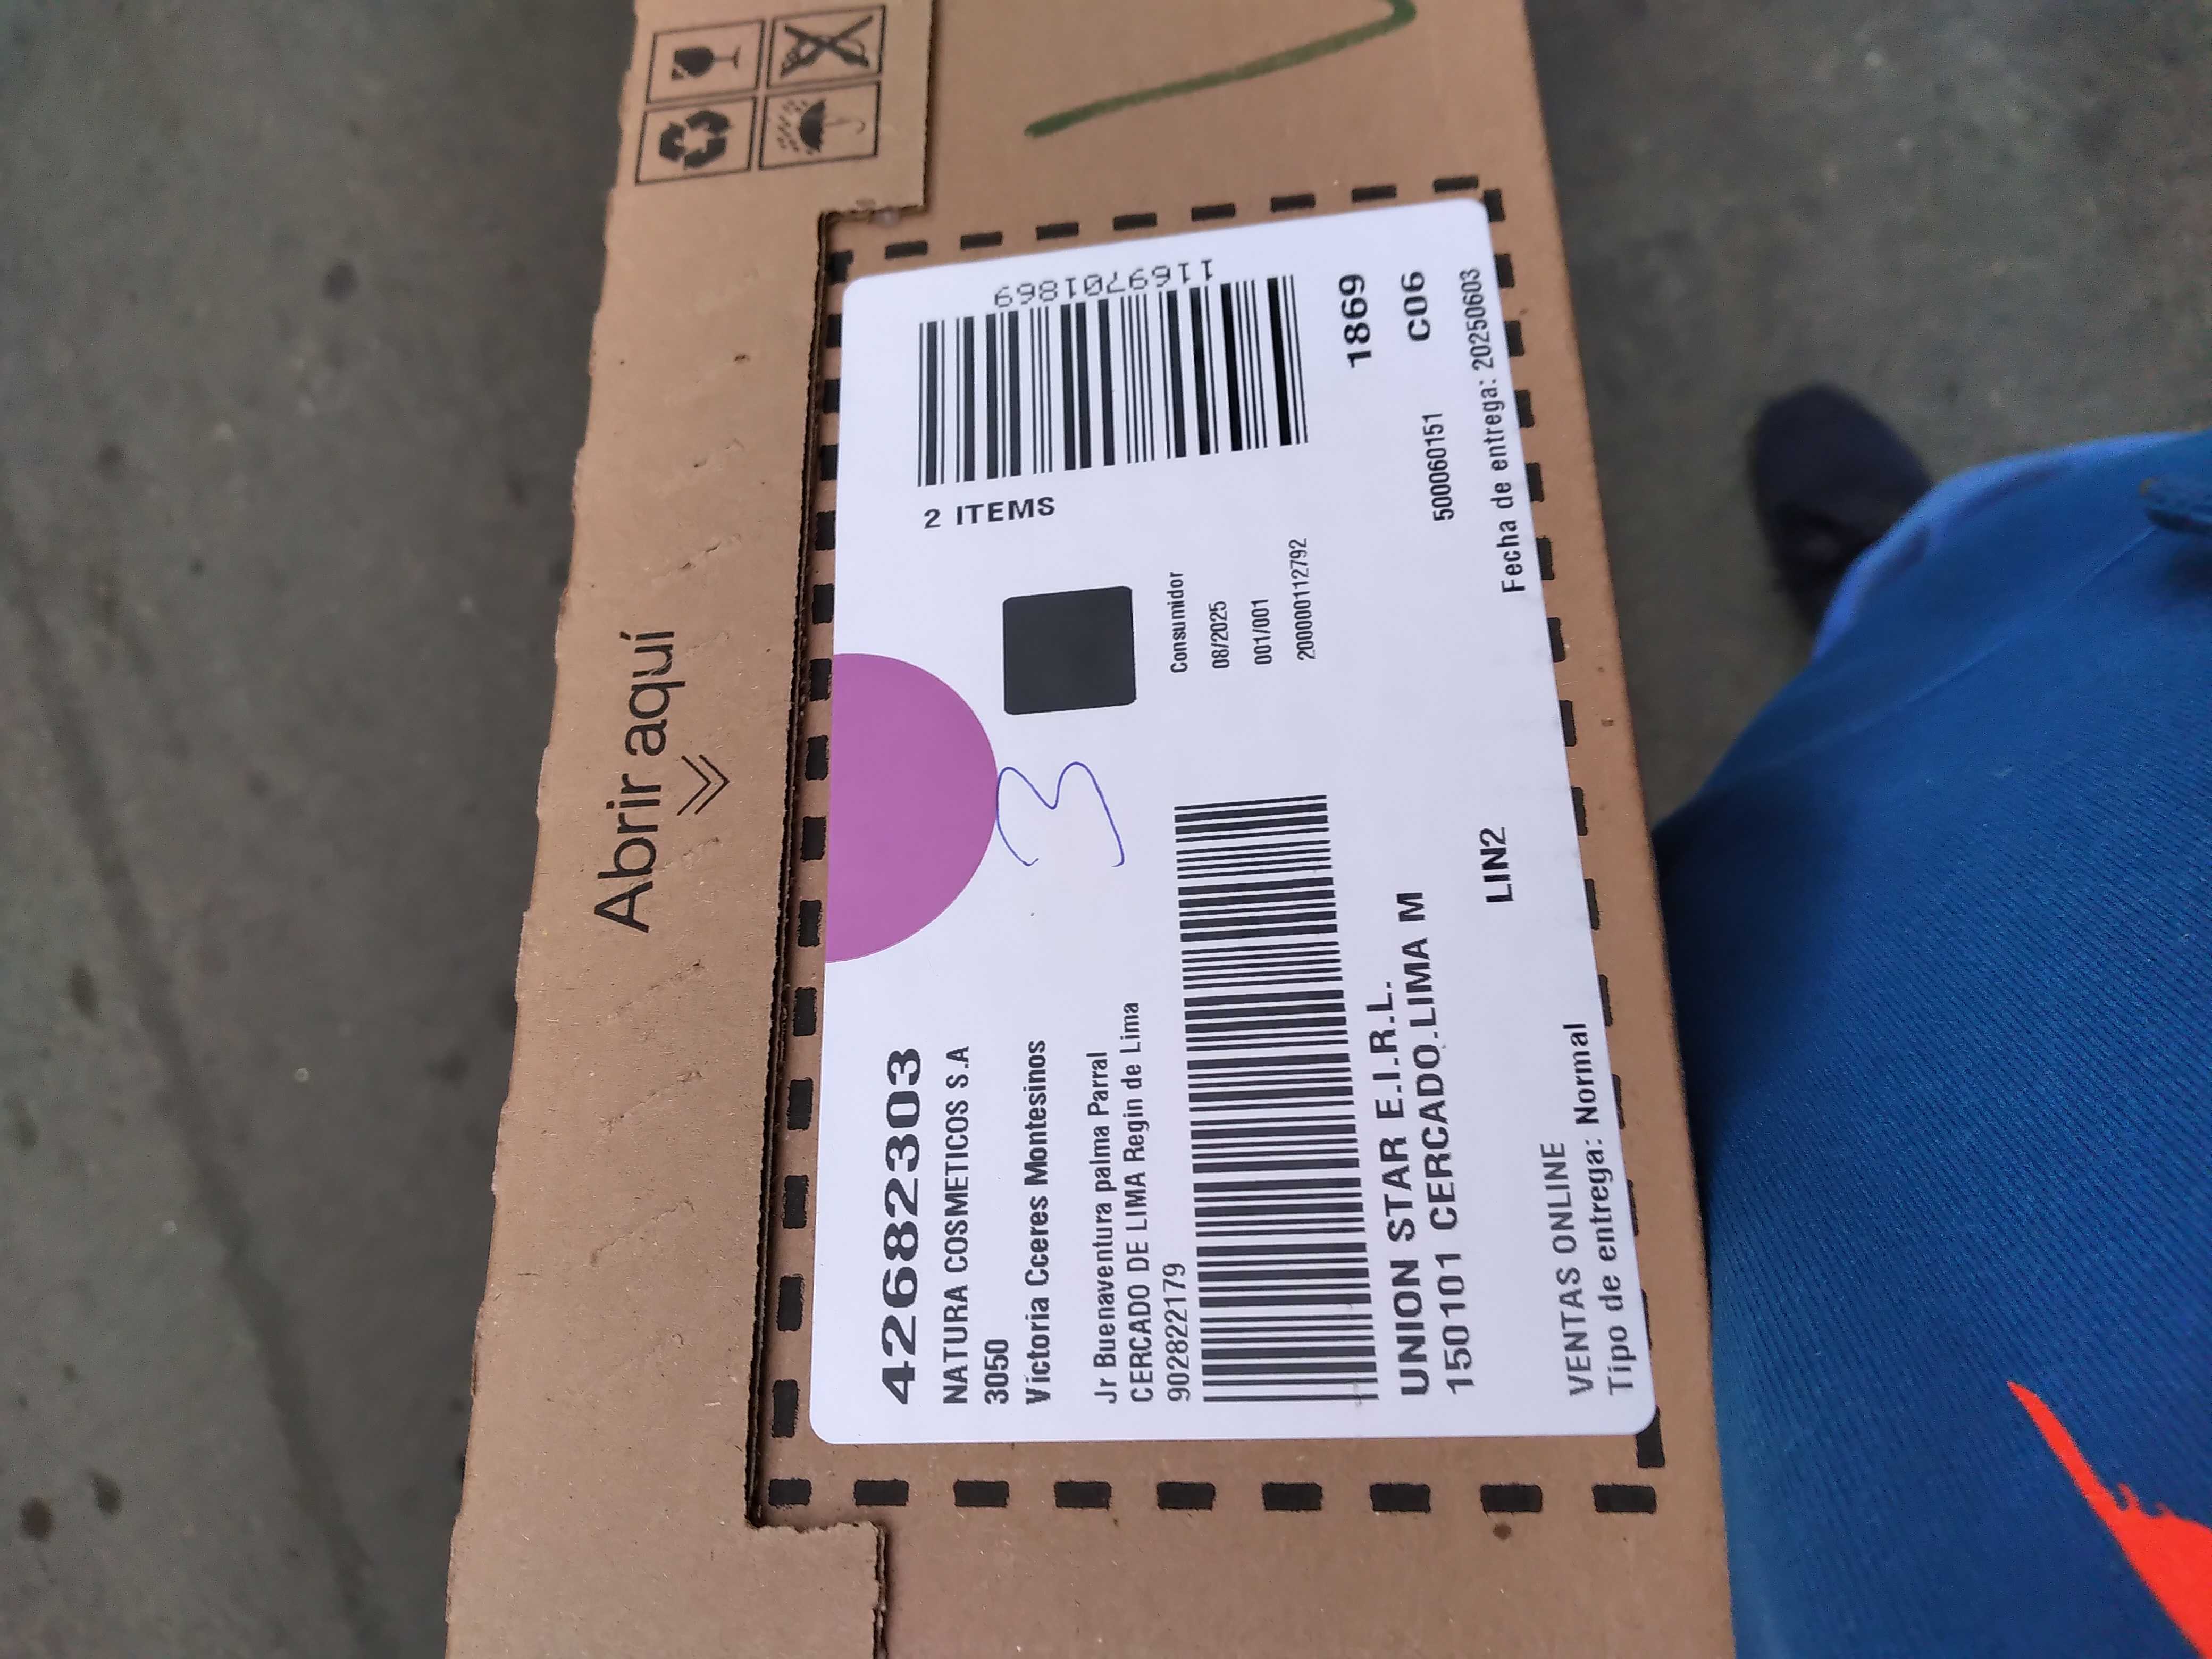 Abrir aquí
42682303
NATURA COSMETICOS S.A
3050
Victoria Cceres Montesinos
Jr Buenaventura palma Parral
CERCADO DE LIMA Regin de Lima
902822179
UNION STAR E.I.R.L.
150101 CERCADO.LIMA M
LIN2
VENTAS ONLINE
Tipo de entrega: Normal
3
2 ITEMS
1169701869
Consumidor
08/2025
001/001
200000112792
1869
C06
500060151
Fecha de entrega: 20250603